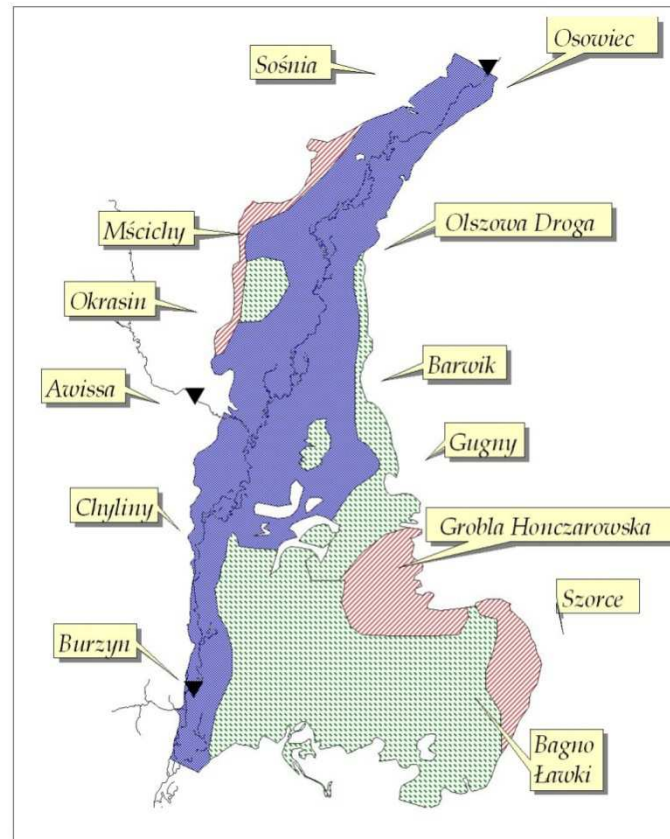 Osowiec
Sośnia
Mścichy
Olszowa Droga
Okrasin
Barwik
Awissa
Gugny
Chyliny
Grobla Honczarowska
Szorce
Burzyn
Bagno
Ławki